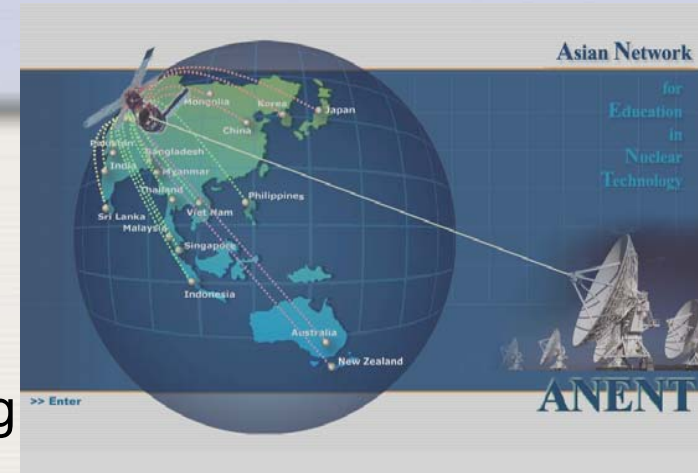 Asian Network
for
Education
in
Nuclear
Technology
Mongolia
Korea
Japan
China
Pakistan
Bangladesh
India
Myanmar
Thailand
Philippines
Viet Nam
Sri Lanka
Malaysia
Singapore
Indonesia
Australia
New Zealand
ANENT
>> Enter
g